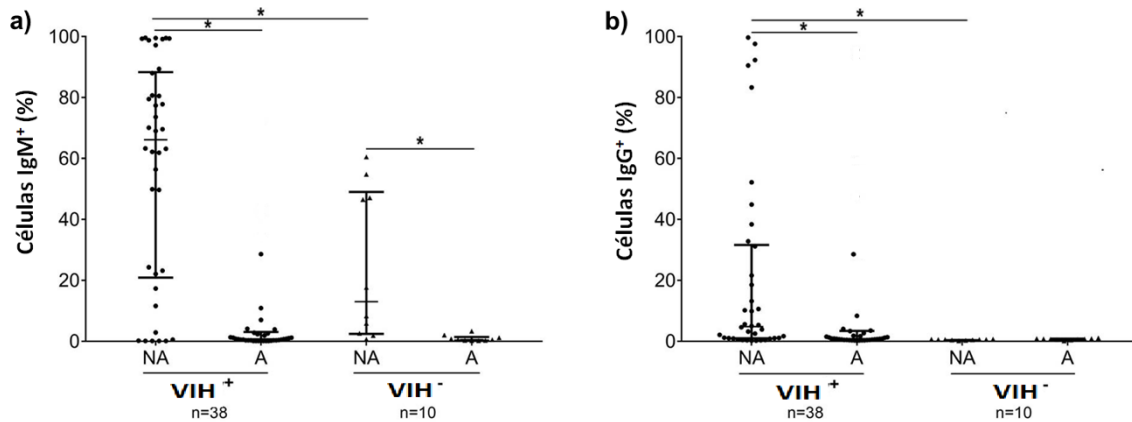 a)
Células IgM⁺ (%)
100
80
60
40
20
0
* * *
NA A NA A
VIH⁺ VIH⁻
n=38 n=10
b)
Células IgG⁺ (%)
100
80
60
40
20
0
* *
NA A NA A
VIH⁺ VIH⁻
n=38 n=10